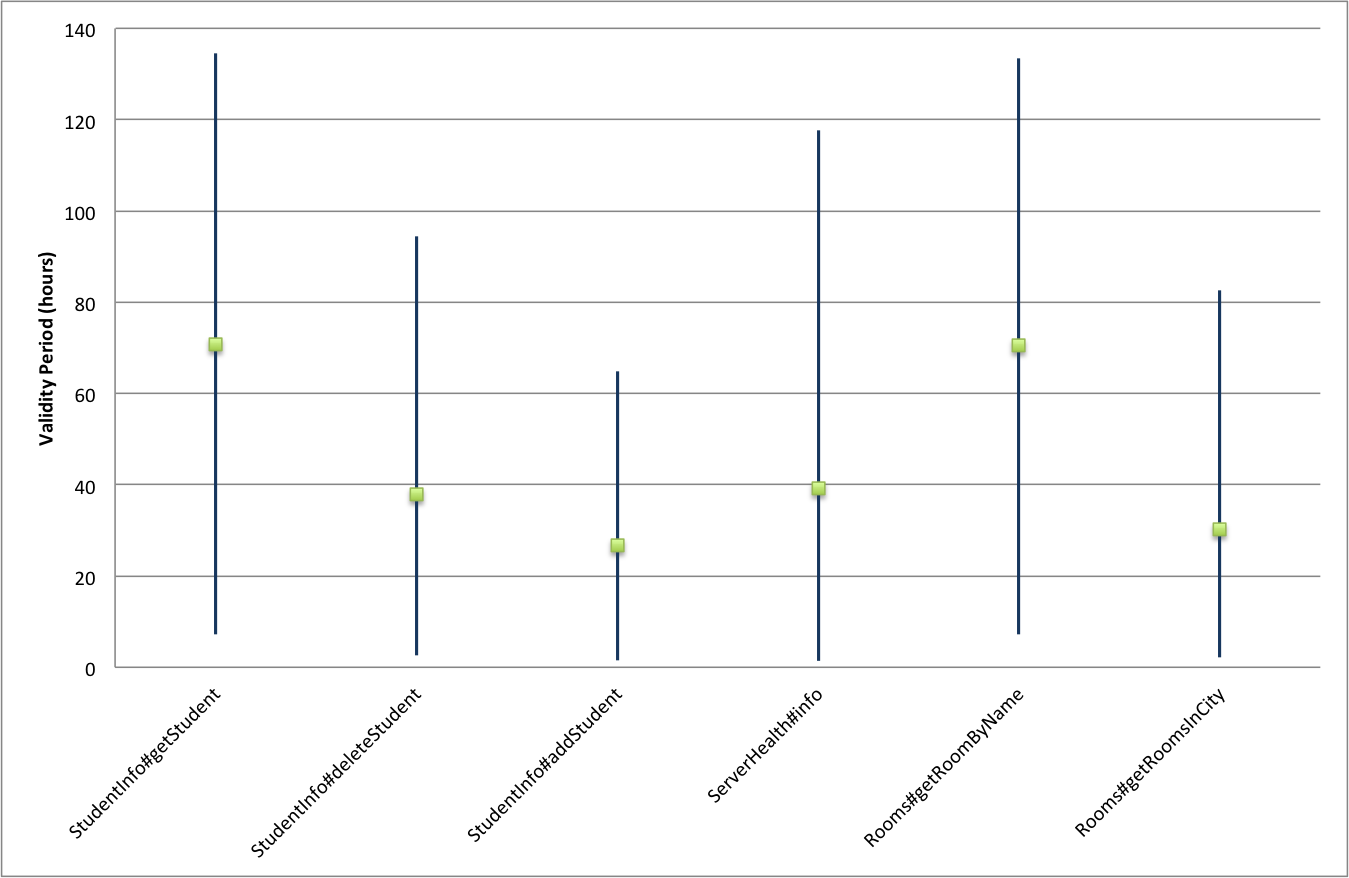 140
120
100
80
60
40
20
0
Validity Period (hours)
StudentInfo#getStudent
StudentInfo#deleteStudent
StudentInfo#addStudent
ServerHealth#info
Rooms#getRoomByName
Rooms#getRoomsInCity